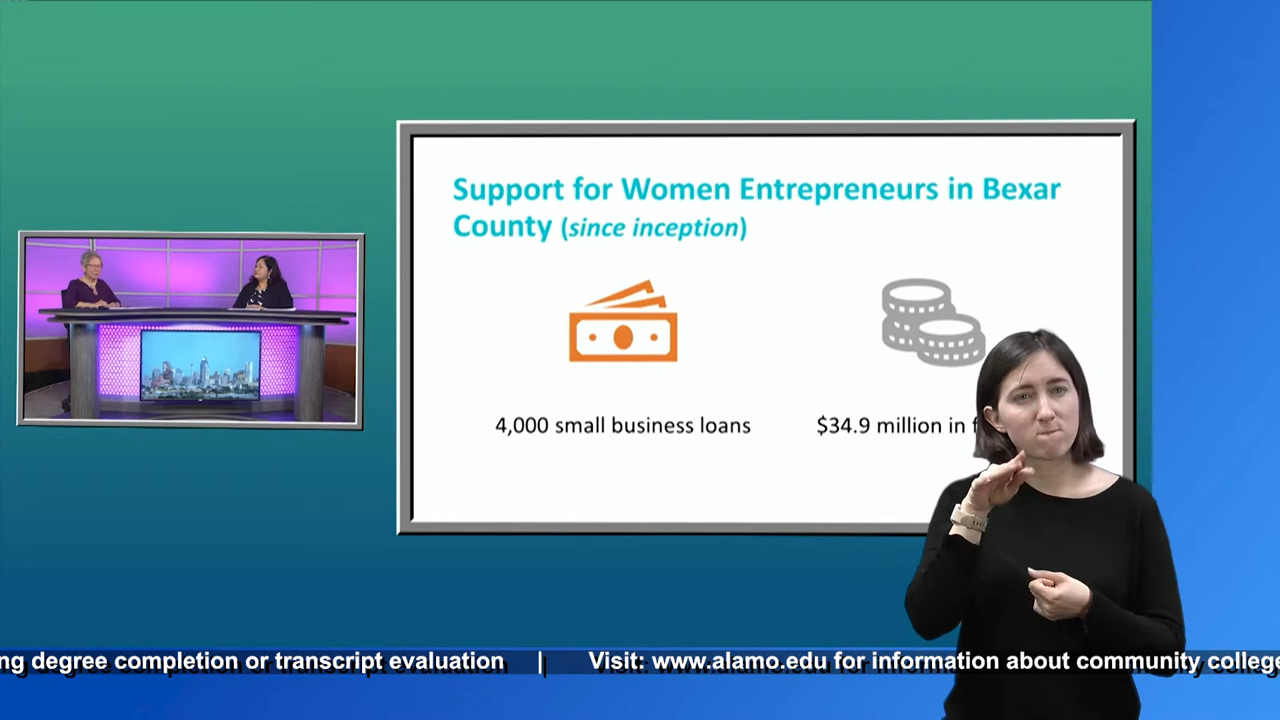 Support for Women Entrepreneurs in Bexar
County (since inception)
4,000 small business loans
$34.9 million in
ng degree completion or transcript evaluation | Visit: www.alamo.edu for information about community college